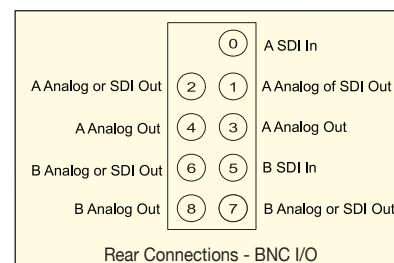 0 A SDI In
A Analog or SDI Out 2 1 A Analog of SDI Out
A Analog Out 4 3 A Analog Out
B Analog or SDI Out 6 5 B SDI In
B Analog Out 8 7 B Analog or SDI Out
Rear Connections - BNC I/O